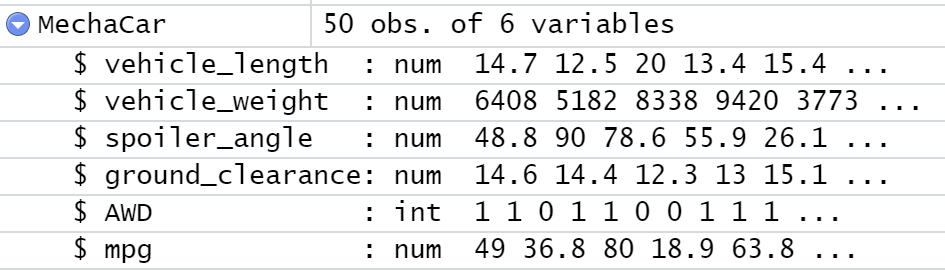 MechaCar 50 obs. of 6 variables
$ vehicle_length : num 14.7 12.5 20 13.4 15.4 ...
$ vehicle_weight : num 6408 5182 8338 9420 3773 ...
$ spoiler_angle : num 48.8 90 78.6 55.9 26.1 ...
$ ground_clearance: num 14.6 14.4 12.3 13 15.1 ...
$ AWD : int 1 1 0 1 1 0 0 1 1 1 ...
$ mpg : num 49 36.8 80 18.9 63.8 ...